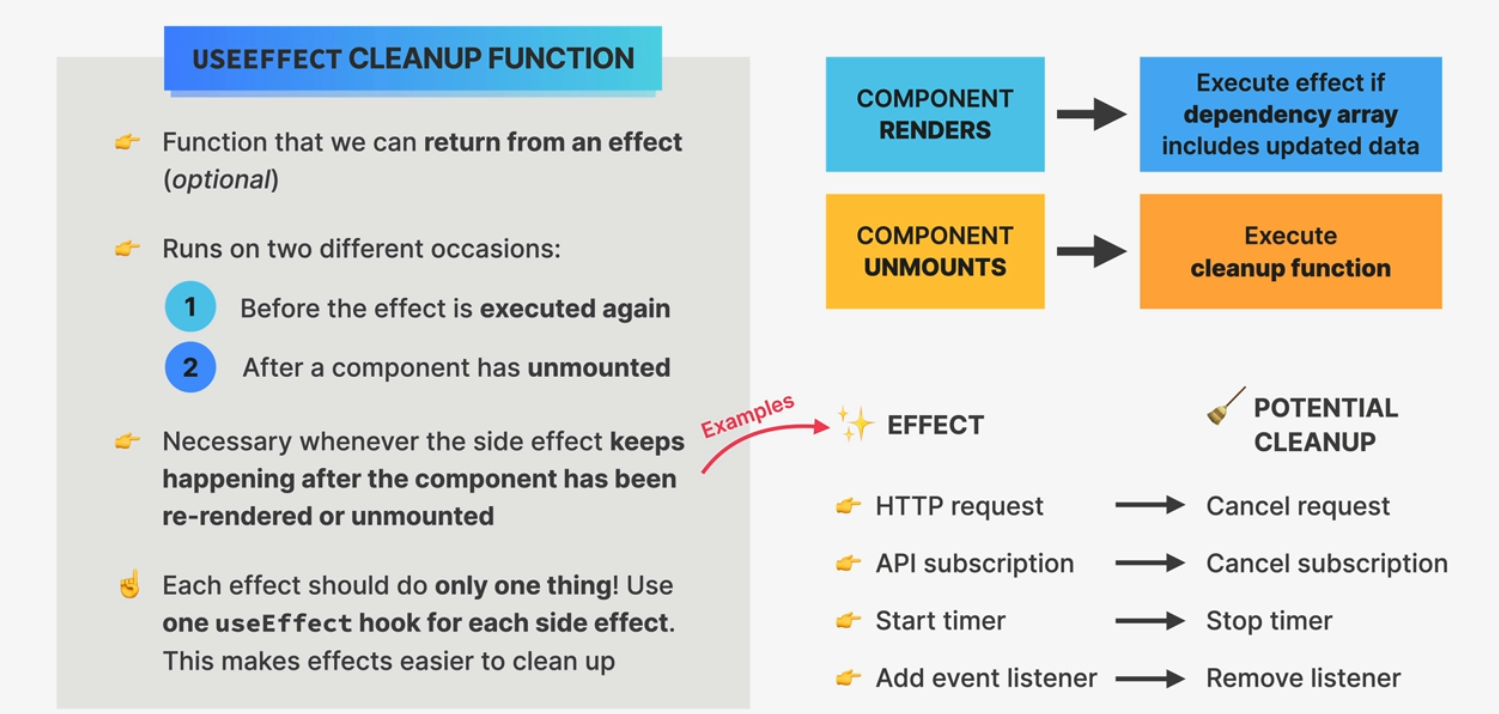 USEEFFECT CLEANUP FUNCTION
Function that we can return from an effect
(optional)
Runs on two different occasions:
1 Before the effect is executed again
2 After a component has unmounted
Necessary whenever the side effect keeps
happening after the component has been
re-rendered or unmounted
Each effect should do only one thing! Use
one useEffect hook for each side effect.
This makes effects easier to clean up
COMPONENT
RENDERS
Execute effect if
dependency array
includes updated data
COMPONENT
UNMOUNTS
Execute
cleanup function
Examples
EFFECT
POTENTIAL
CLEANUP
HTTP request
Cancel request
API subscription
Cancel subscription
Start timer
Stop timer
Add event listener
Remove listener